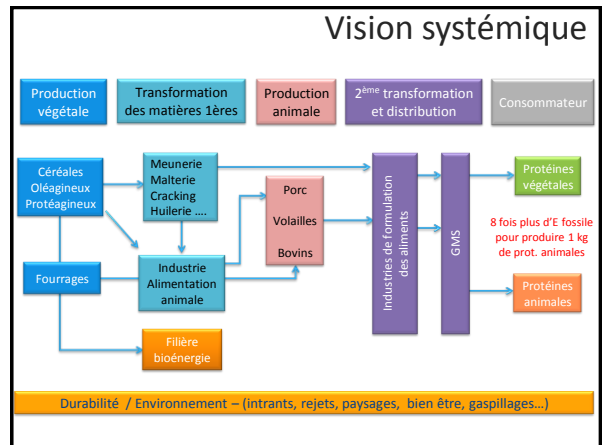 Vision systémique
Production
végétale
Transformation
des matières 1ères
Production
animale
2ème transformation
et distribution
Consommateur
Céréales
Oléagineux
Protéagineux
Meunerie
Malterie
Cracking
Huilerie ....
Porc
Volailles
Bovins
Industries de formulation
des aliments
GMS
Protéines
végétales
8 fois plus d'E fossile
pour produire 1 kg
de prot. animales
Fourrages
Industrie
Alimentation
animale
Protéines
animales
Filière
bioénergie
Durabilité / Environnement – (intrants, rejets, paysages, bien être, gaspillages...)